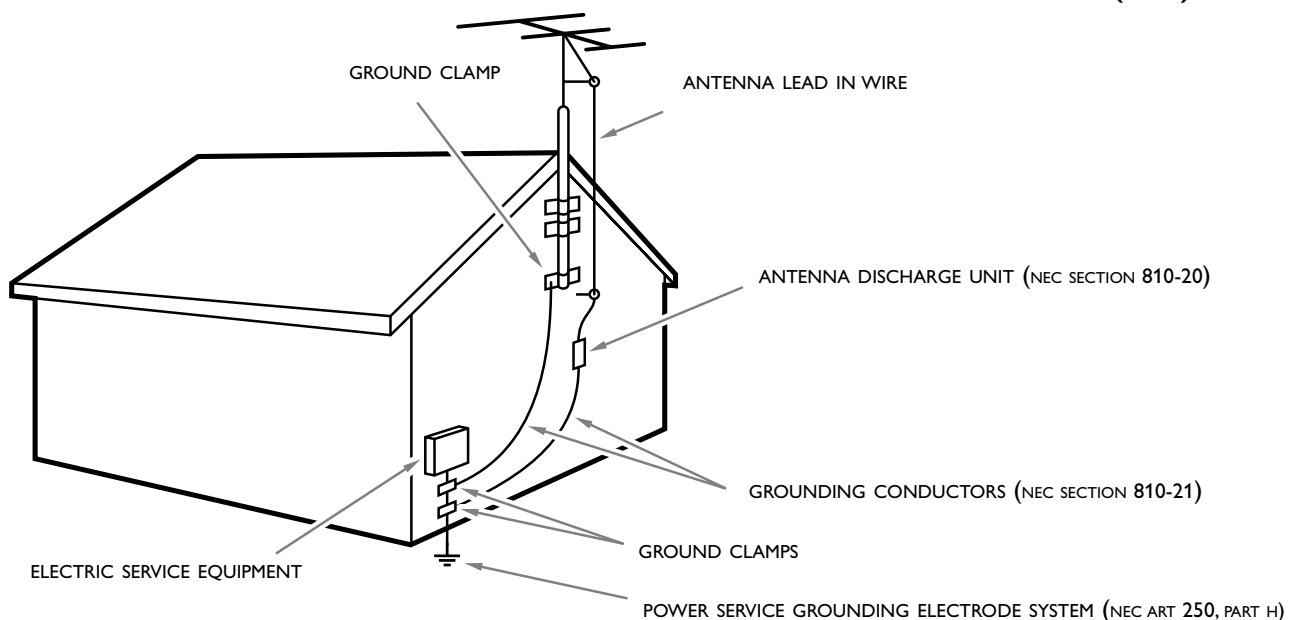 GROUND CLAMP
ANTENNA LEAD IN WIRE
ANTENNA DISCHARGE UNIT (NEC SECTION 810-20)
GROUNDING CONDUCTORS (NEC SECTION 810-21)
GROUND CLAMPS
ELECTRIC SERVICE EQUIPMENT
POWER SERVICE GROUNDING ELECTRODE SYSTEM (NEC ART 250, PART H)